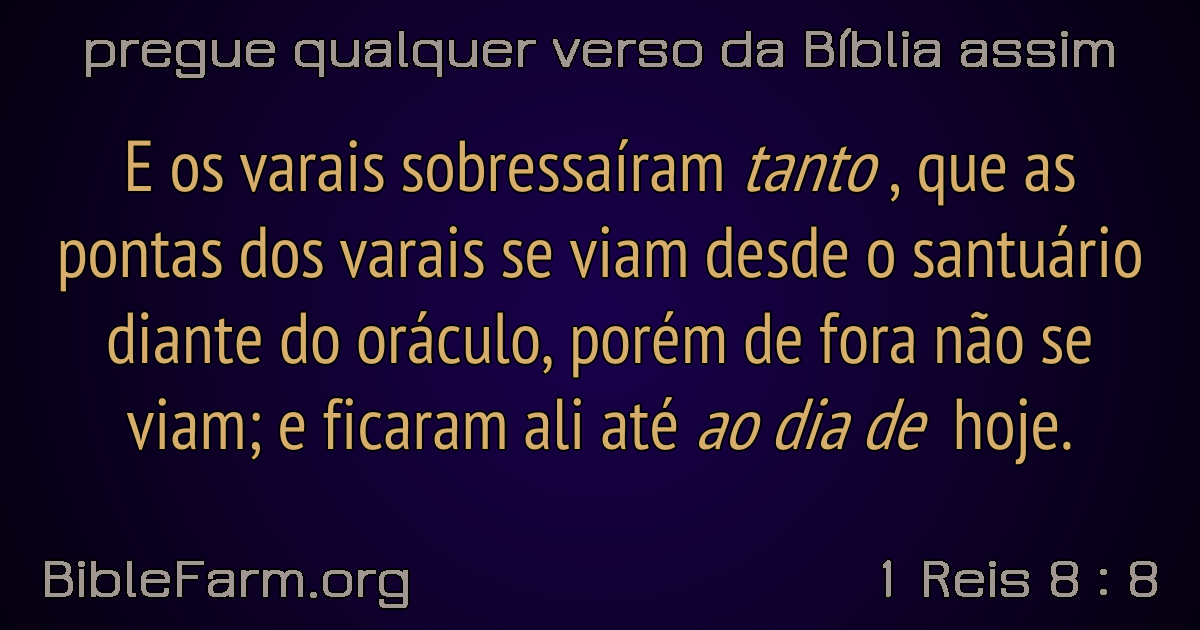 pregue qualquer verso da Bíblia assim
E os varais sobressaíram tanto , que as
pontas dos varais se viam desde o santuário
diante do oráculo, porém de fora não se
viam; e ficaram ali até ao dia de hoje.
BibleFarm.org
1 Reis 8 : 8